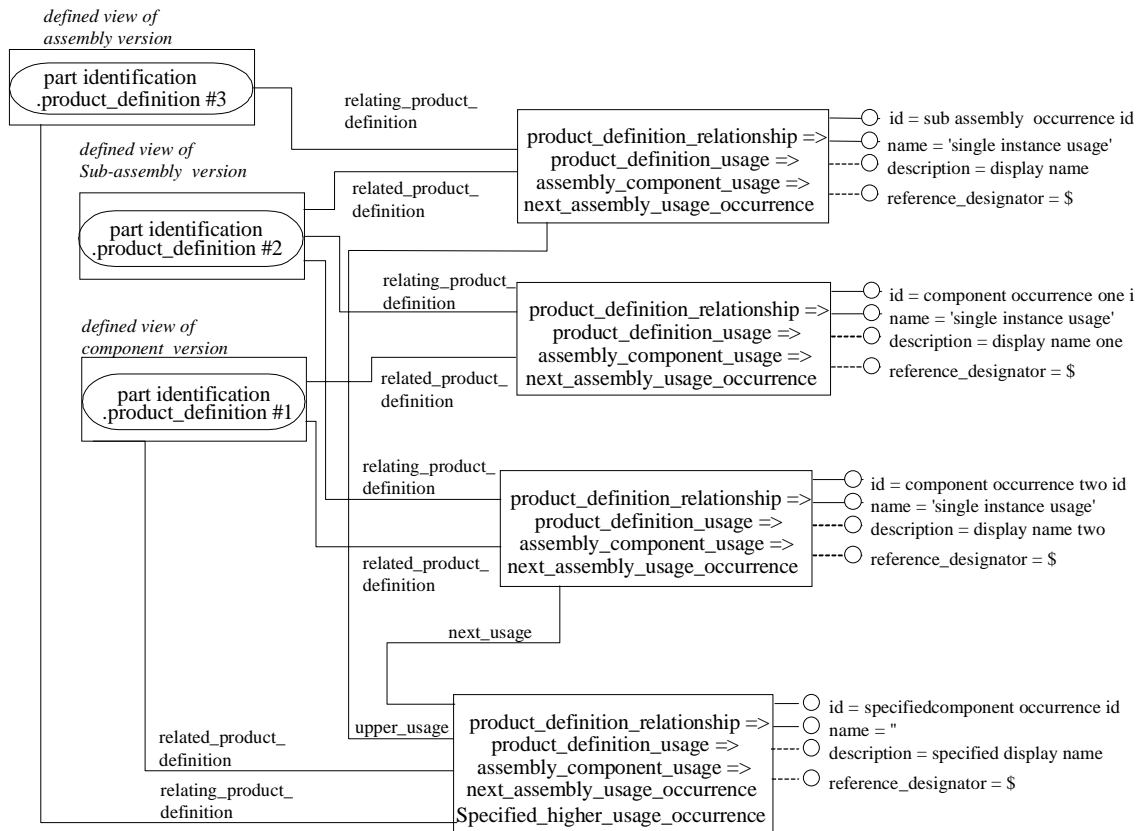 defined view of
assembly version
part identification
.product_definition #3
relating_product_
definition
product_definition_relationship =>
product_definition_usage =>
assembly_component_usage =>
next_assembly_usage_occurrence
id = sub assembly occurrence id
name = 'single instance usage'
description = display name
reference_designator = $
defined view of
Sub-assembly version
related_product_
definition
part identification
.product_definition #2
relating_product_
definition
product_definition_relationship =>
product_definition_usage =>
assembly_component_usage =>
next_assembly_usage_occurrence
id = component occurrence one i
name = 'single instance usage'
description = display name one
reference_designator = $
defined view of
component version
related_product_
definition
part identification
.product_definition #1
relating_product_
definition
product_definition_relationship =>
product_definition_usage =>
assembly_component_usage =>
next_assembly_usage_occurrence
id = component occurrence two id
name = 'single instance usage'
description = display name two
reference_designator = $
related_product_
definition
next_usage
upper_usage
product_definition_relationship =>
product_definition_usage =>
assembly_component_usage =>
next_assembly_usage_occurrence
Specified_higher_usage_occurrence
id = specifiedcomponent occurrence id
name = ''
description = specified display name
reference_designator = $
related_product_
definition
relating_product_
definition